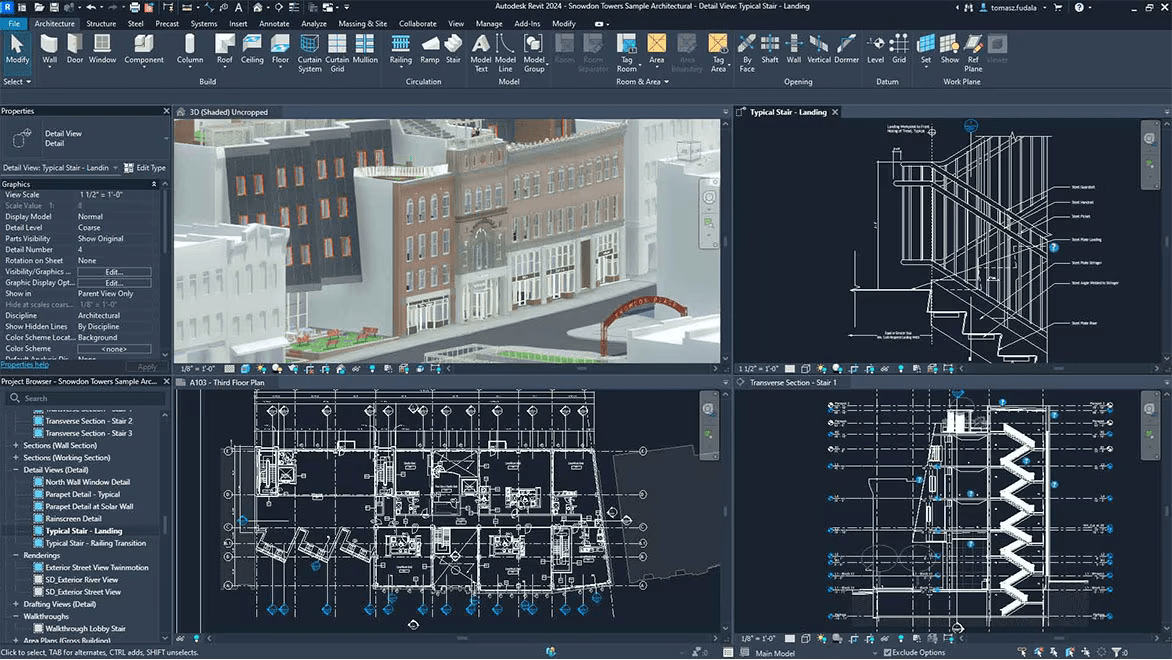 Autodesk Revit 2024 - Snowdon Towers Sample Architectural - Detail View: Typical Stair - Landing
tomasz.fudala
File Architecture Structure Steel Precast Systems Insert Annotate Analyze Massing & Site Collaborate View Manage Add-Ins Modify
Modify Wall Door Window Component Column Roof Ceiling Floor Curtain System Curtain Grid Mullion Railing Ramp Stair Model Text Model Line Model Group Room Room Separator Tag Room Area Area Boundary Tag Area By Face Shaft Wall Vertical Dormer Level Grid Set Show Ref Plane Viewer
Select Build Circulation Model Room & Area Opening Datum Work Plane
Properties
Detail View
Detail
Detail View: Typical Stair - Landin
Edit Type
Graphics
View Scale 1 1/2" = 1'-0"
Scale Value 1: 8
Display Model Normal
Detail Level Coarse
Parts Visibility Show Original
Detail Number 4
Rotation on Sheet None
Visibility/Graphics ... Edit...
Graphic Display Opt... Edit...
Show in Parent View Only
Hide at scales coars... 1/8" = 1'-0"
Discipline Architectural
Show Hidden Lines By Discipline
Color Scheme Locat... Background
Color Scheme <none>
Properties help
Apply
Project Browser - Snowdon Towers Sample Arc...
Search
Transverse Section - Stair 1
Transverse Section - Stair 2
Transverse Section - Stair 3
Sections (Wall Section)
Sections (Working Section)
Detail Views (Detail)
North Wall Window Detail
Parapet Detail - Typical
Parapet Detail at Solar Wall
Rainscreen Detail
Typical Stair - Landing
Typical Stair - Railing Transition
Renderings
Exterior Street View Twinmotion
SD_Exterior River View
SD_Exterior Street View
Drafting Views (Detail)
Walkthroughs
Walkthrough Lobby Stair
Area Plans (Gross Building)
3D (Shaded) Uncropped
1/8" = 1'-0"
Typical Stair - Landing
Steel Guardrail
Steel Handrail
Steel Picket
Steel Plate Landing
Steel Plate Stringer
Steel Angle Welded to Stringer
Steel Plate Riser
1 1/2" = 1'-0"
A103 - Third Floor Plan
Transverse Section - Stair 1
1/8" = 1'-0"
Click to select, TAB for alternates, CTRL adds, SHIFT unselects.
Main Model
Exclude Options
:0
:0